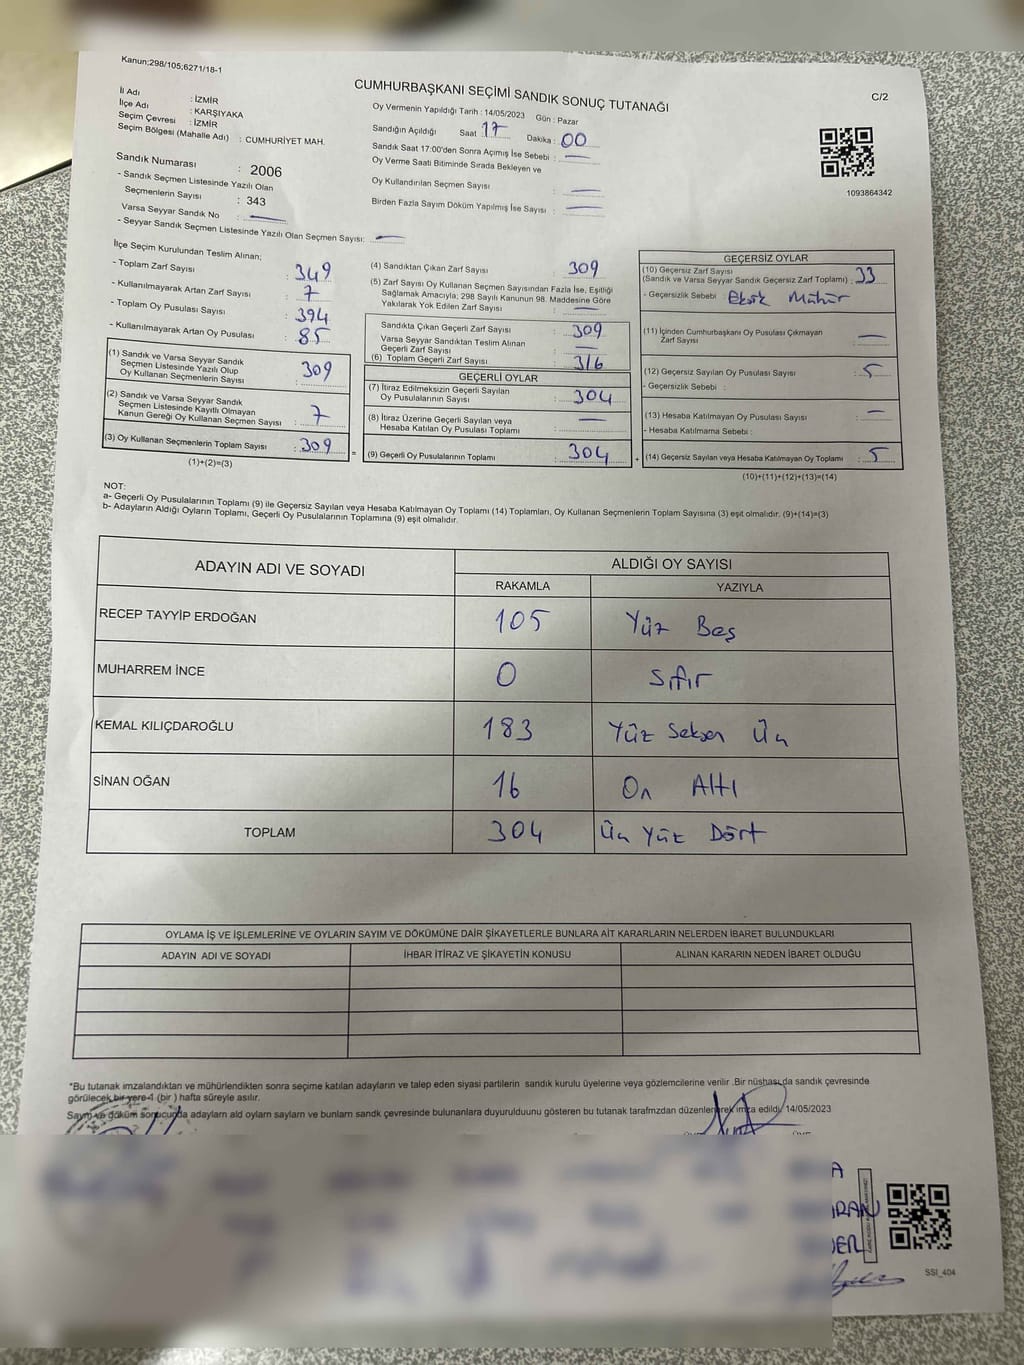 Kanun;298/105;6271/18-1
CUMHURBAŞKANI SEÇİMİ SANDIK SONUÇ TUTANAĞI
C/2
İl Adı : İZMİR
İlçe Adı : KARŞIYAKA
Seçim Çevresi : İZMİR
Seçim Bölgesi (Mahalle Adı) : CUMHURİYET MAH.
Sandık Numarası : 2006
- Sandık Seçmen Listesinde Yazılı Olan
Seçmenlerin Sayısı : 343
Varsa Seyyar Sandık No : —
- Seyyar Sandık Seçmen Listesinde Yazılı Olan Seçmen Sayısı: —
Oy Vermenin Yapıldığı Tarih : 14/05/2023 Gün : Pazar
Sandığın Açıldığı Saat : 17 Dakika : 00
Sandık Saat 17:00'den Sonra Açımış İse Sebebi : —
Oy Verme Saati Bitiminde Sırada Bekleyen ve
Oy Kullandırılan Seçmen Sayısı : —
Birden Fazla Sayım Döküm Yapılmış İse Sayısı : —
1093864342
İlçe Seçim Kurulundan Teslim Alınan;
- Toplam Zarf Sayısı : 349
- Kullanılmayarak Artan Zarf Sayısı : 7
- Toplam Oy Pusulası Sayısı : 394
- Kullanılmayarak Artan Oy Pusulası : 85
(1) Sandık ve Varsa Seyyar Sandık
Seçmen Listesinde Yazılı Olup
Oy Kullanan Seçmenlerin Sayısı : 309
(2) Sandık ve Varsa Seyyar Sandık
Seçmen Listesinde Kayıtlı Olmayan
Kanun Gereği Oy Kullanan Seçmen Sayısı : 7
(3) Oy Kullanan Seçmenlerin Toplam Sayısı : 309
(1)+(2)=(3)
(4) Sandıktan Çıkan Zarf Sayısı : 309
(5) Zarf Sayısı Oy Kullanan Seçmen Sayısından Fazla İse, Eşitliği
Sağlamak Amacıyla; 298 Sayılı Kanunun 98. Maddesine Göre
Yakılarak Yok Edilen Zarf Sayısı : —
Sandıkta Çıkan Geçerli Zarf Sayısı : 309
Varsa Seyyar Sandıktan Teslim Alınan
Geçerli Zarf Sayısı : —
(6) Toplam Geçerli Zarf Sayısı : 316
GEÇERLİ OYLAR
(7) İtiraz Edilmeksizin Geçerli Sayılan
Oy Pusulalarının Sayısı : 304
(8) İtiraz Üzerine Geçerli Sayılan veya
Hesaba Katılan Oy Pusulası Toplamı : —
= (9) Geçerli Oy Pusulalarının Toplamı : 304
GEÇERSİZ OYLAR
(10) Geçersiz Zarf Sayısı
(Sandık ve Varsa Seyyar Sandık Geçersiz Zarf Toplamı) : 33
- Geçersizlik Sebebi : Eksik Mühür
(11) İçinden Cumhurbaşkanı Oy Pusulası Çıkmayan
Zarf Sayısı : —
(12) Geçersiz Sayılan Oy Pusulası Sayısı : 5
- Geçersizlik Sebebi :
(13) Hesaba Katılmayan Oy Pusulası Sayısı : —
- Hesaba Katılmama Sebebi :
+ (14) Geçersiz Sayılan veya Hesaba Katılmayan Oy Toplamı : 5
(10)+(11)+(12)+(13)=(14)
NOT:
a- Geçerli Oy Pusulalarının Toplamı (9) ile Geçersiz Sayılan veya Hesaba Katılmayan Oy Toplamı (14) Toplamları, Oy Kullanan Seçmenlerin Toplam Sayısına (3) eşit olmalıdır. (9)+(14)=(3)
b- Adayların Aldığı Oyların Toplamı, Geçerli Oy Pusulalarının Toplamına (9) eşit olmalıdır.
ADAYIN ADI VE SOYADI ALDIĞI OY SAYISI
RAKAMLA YAZIYLA
RECEP TAYYİP ERDOĞAN 105 Yüz Beş
MUHARREM İNCE 0 Sıfır
KEMAL KILIÇDAROĞLU 183 Yüz Seksen Üç
SİNAN OĞAN 16 On Altı
TOPLAM 304 Üç Yüz Dört
OYLAMA İŞ VE İŞLEMLERİNE VE OYLARIN SAYIM VE DÖKÜMÜNE DAİR ŞİKAYETLERLE BUNLARA AİT KARARLARIN NELERDEN İBARET BULUNDUKLARI
ADAYIN ADI VE SOYADI İHBAR İTİRAZ VE ŞİKAYETİN KONUSU ALINAN KARARIN NEDEN İBARET OLDUĞU
*Bu tutanak imzalandıktan ve mühürlendikten sonra seçime katılan adayların ve talep eden siyasi partilerin sandık kurulu üyelerine veya gözlemcilerine verilir .Bir nüshası da sandık çevresinde
görülecek bir yere 1 (bir ) hafta süreyle asılır.
Sayım ve döküm sonucunda adayların ald oyların sayların ve bunların sandk çevresinde bulunanlara duyurulduunu gösteren bu tutanak tarafmzdan düzenlenerek imza edildi. 14/05/2023
SSI_404